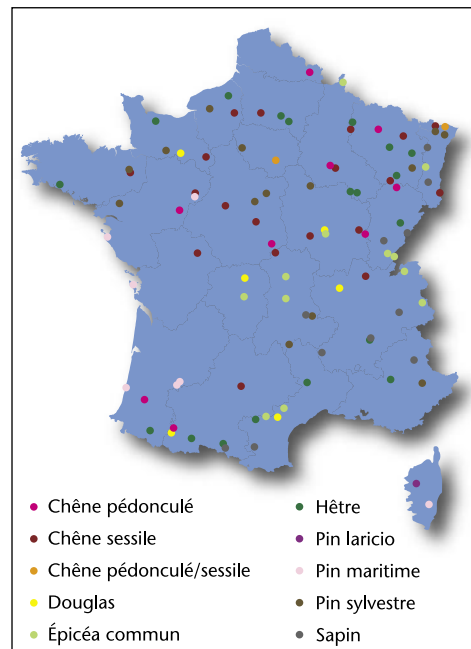 Chêne pédonculé
Chêne sessile
Chêne pédonculé/sessile
Douglas
Épicéa commun
Hêtre
Pin laricio
Pin maritime
Pin sylvestre
Sapin